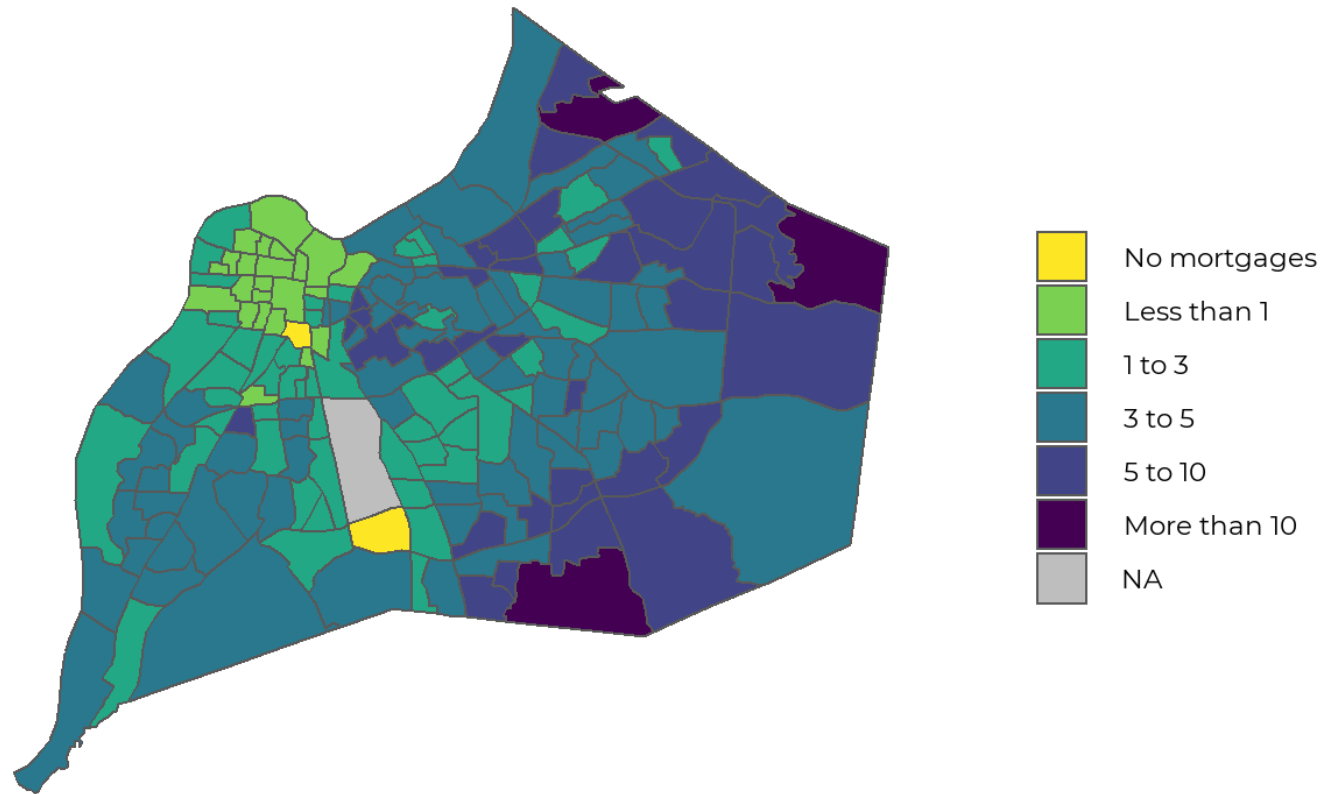 No mortgages
Less than 1
1 to 3
3 to 5
5 to 10
More than 10
NA